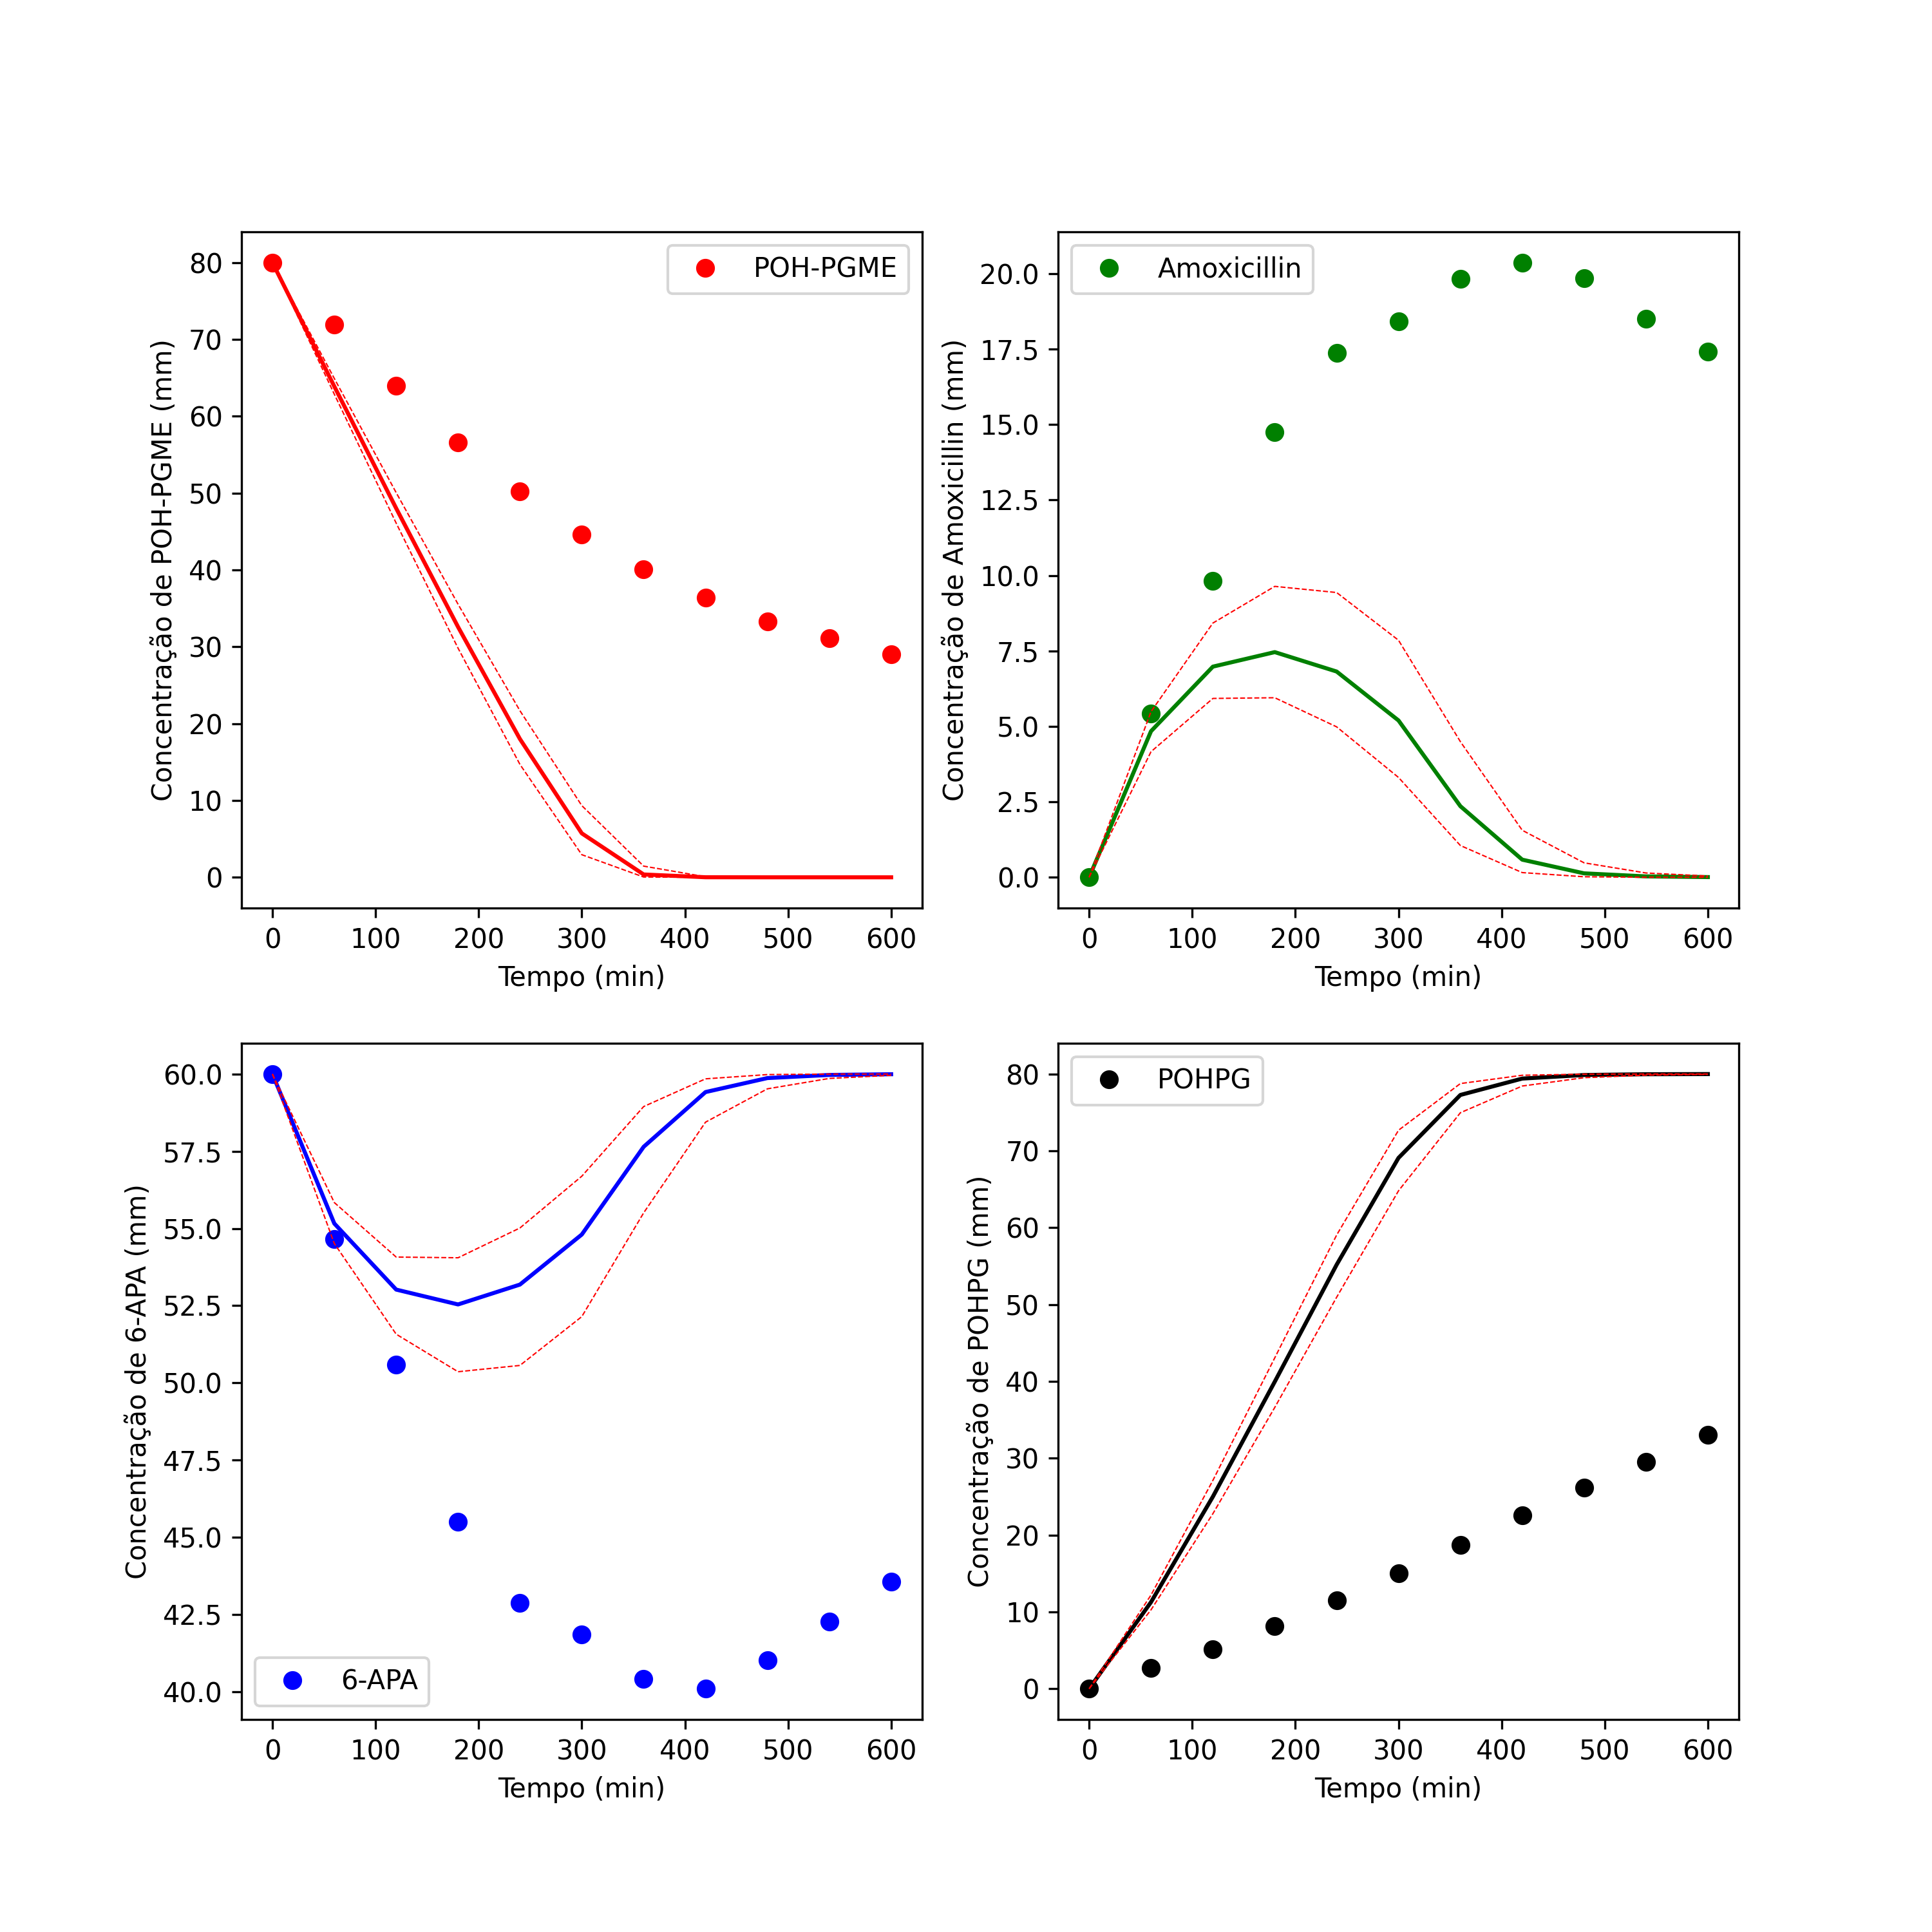 POH-PGME
80
70
60
50
40
30
20
10
0
Concentração de POH-PGME (mm)
0 100 200 300 400 500 600
Tempo (min)
Amoxicillin
20.0
17.5
15.0
12.5
10.0
7.5
5.0
2.5
0.0
Concentração de Amoxicillin (mm)
0 100 200 300 400 500 600
Tempo (min)
60.0
57.5
55.0
52.5
50.0
47.5
45.0
42.5
40.0
Concentração de 6-APA (mm)
6-APA
0 100 200 300 400 500 600
Tempo (min)
POHPG
80
70
60
50
40
30
20
10
0
Concentração de POHPG (mm)
0 100 200 300 400 500 600
Tempo (min)